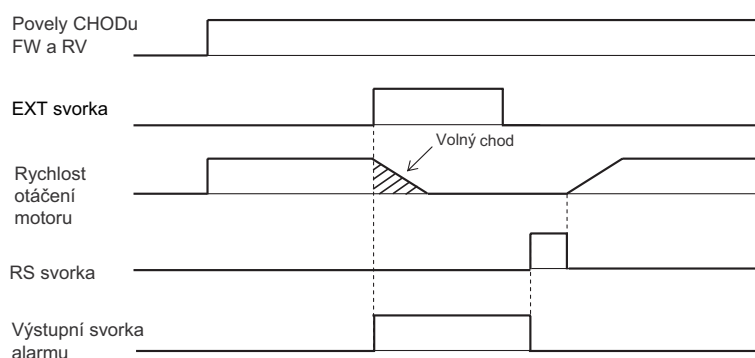 Povely CHODu
FW a RV
EXT svorka
Volný chod
Rychlost
otáčení
motoru
RS svorka
Výstupní svorka
alarmu